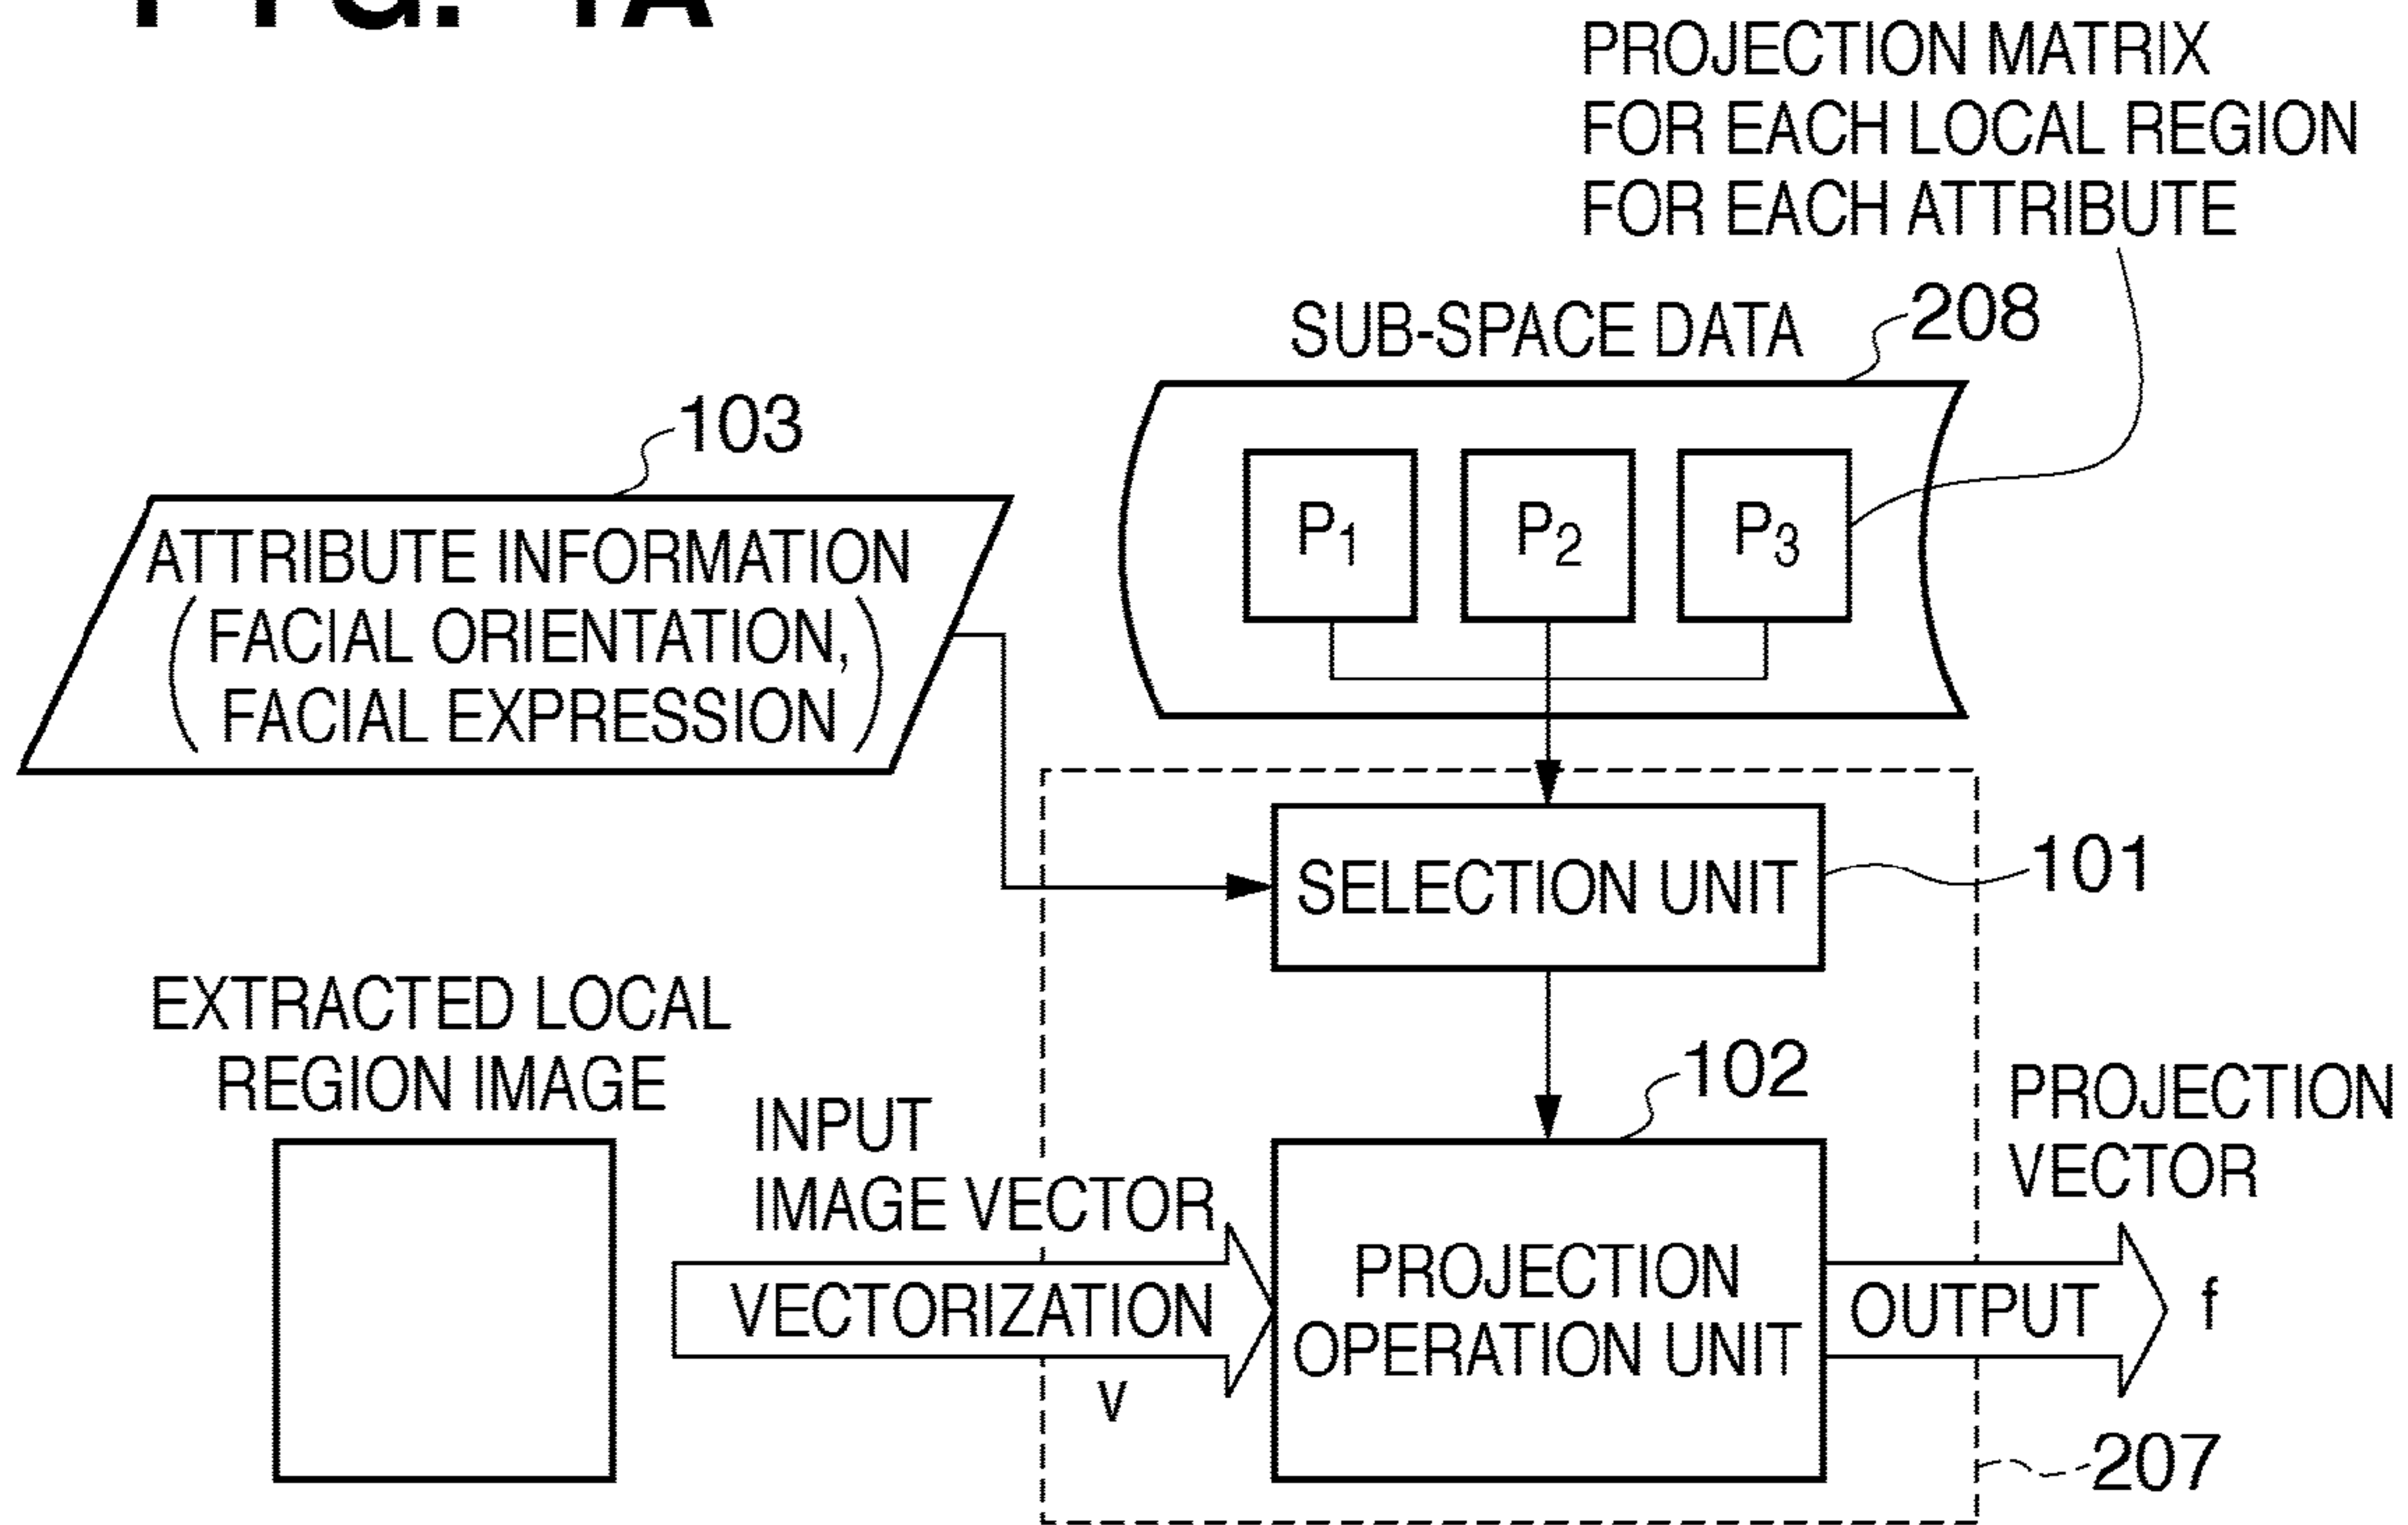 FIG. 1A
PROJECTION MATRIX
FOR EACH LOCAL REGION
FOR EACH ATTRIBUTE
SUB-SPACE DATA
208
103
P1
P2
P3
ATTRIBUTE INFORMATION
( FACIAL ORIENTATION,
FACIAL EXPRESSION )
SELECTION UNIT
101
EXTRACTED LOCAL
REGION IMAGE
102
INPUT
IMAGE VECTOR
PROJECTION
VECTOR
VECTORIZATION
v
PROJECTION
OPERATION UNIT
OUTPUT
f
207